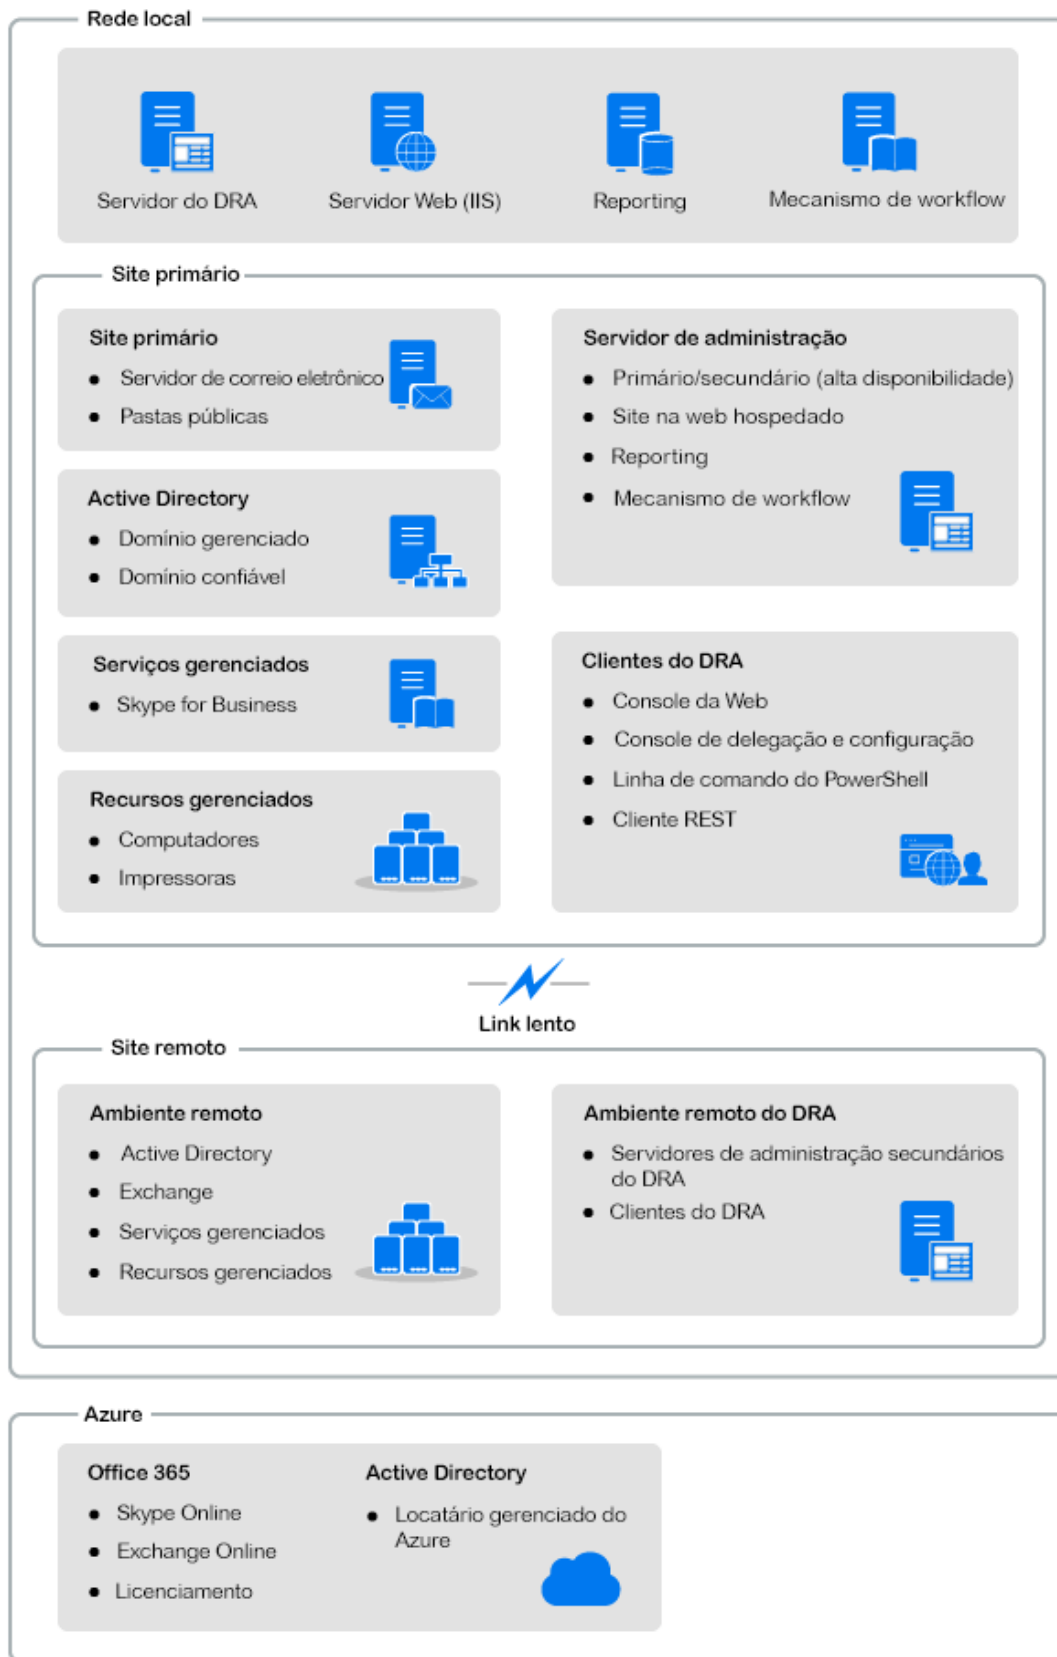 Rede local
Servidor do DRA
Servidor Web (IIS)
Reporting
Mecanismo de workflow
Site primário
Site primário
● Servidor de correio eletrônico
● Pastas públicas
Active Directory
● Domínio gerenciado
● Domínio confiável
Serviços gerenciados
● Skype for Business
Recursos gerenciados
● Computadores
● Impressoras
Servidor de administração
● Primário/secundário (alta disponibilidade)
● Site na web hospedado
● Reporting
● Mecanismo de workflow
Clientes do DRA
● Console da Web
● Console de delegação e configuração
● Linha de comando do PowerShell
● Cliente REST
Link lento
Site remoto
Ambiente remoto
● Active Directory
● Exchange
● Serviços gerenciados
● Recursos gerenciados
Ambiente remoto do DRA
● Servidores de administração secundários
do DRA
● Clientes do DRA
Azure
Office 365
● Skype Online
● Exchange Online
● Licenciamento
Active Directory
● Locatário gerenciado do
Azure